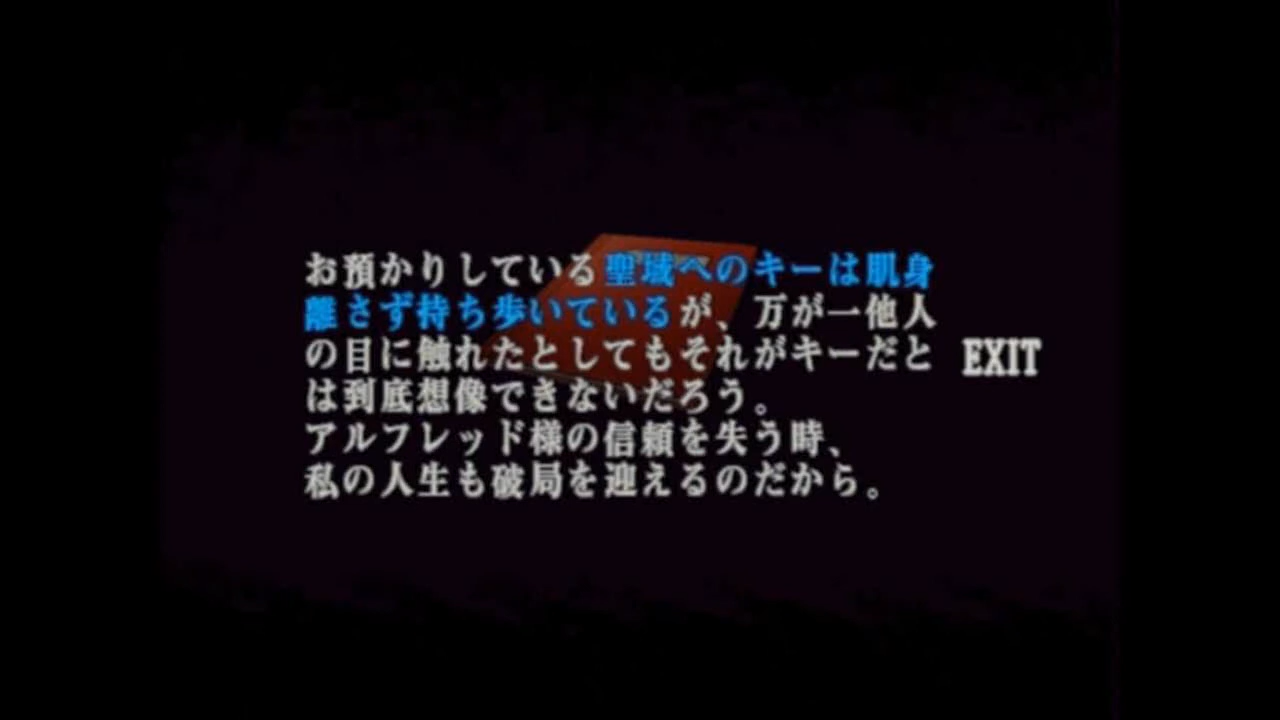 お預かりしている聖域へのキーは肌身
離さず持ち歩いているが、万が一他人
の目に触れたとしてもそれがキーだと
は到底想像できないだろう。
アルフレッド様の信頼を失う時、
私の人生も破局を迎えるのだから。
EXIT